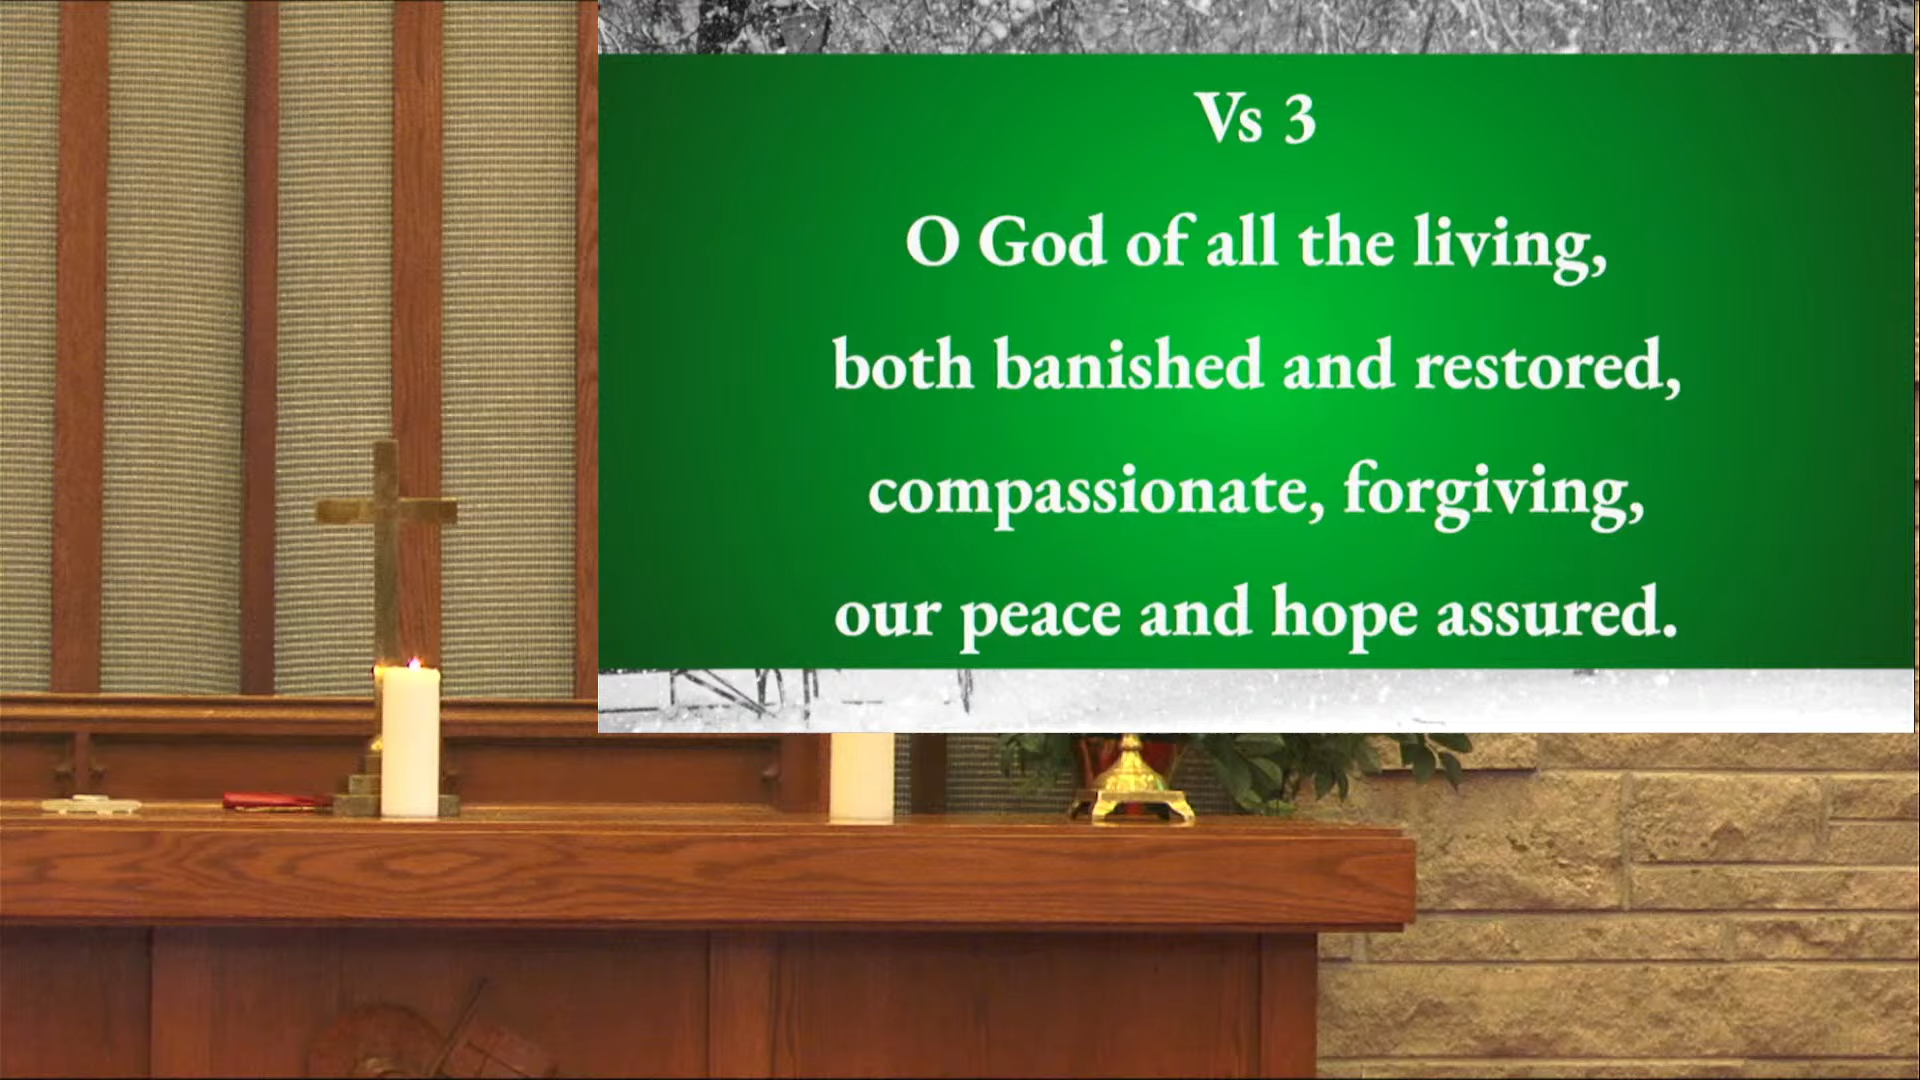 Vs 3
O God of all the living,
both banished and restored,
compassionate, forgiving,
our peace and hope assured.